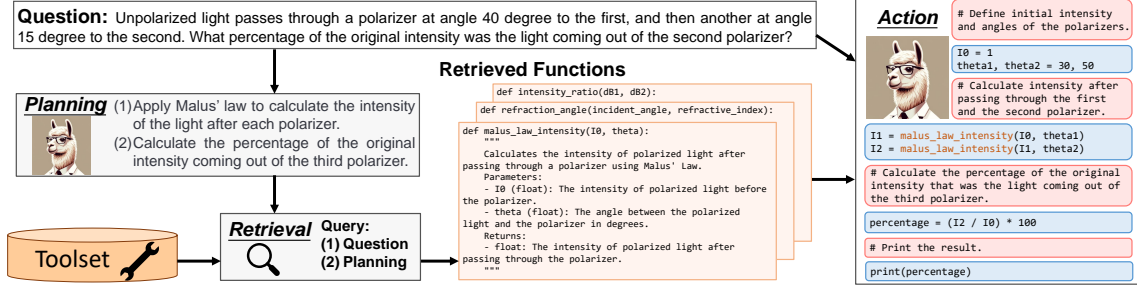 Question: Unpolarized light passes through a polarizer at angle 40 degree to the first, and then another at angle
15 degree to the second. What percentage of the original intensity was the light coming out of the second polarizer?
Planning
(1)Apply Malus' law to calculate the intensity
of the light after each polarizer.
(2)Calculate the percentage of the original
intensity coming out of the third polarizer.
Toolset
Retrieval
Query:
(1) Question
(2) Planning
Retrieved Functions
def intensity_ratio(dB1, dB2):
def refraction_angle(incident_angle, refractive_index):
def malus_law_intensity(I0, theta):
"""
Calculates the intensity of polarized light after
passing through a polarizer using Malus' Law.
Parameters:
- I0 (float): The intensity of polarized light before
the polarizer.
- theta (float): The angle between the polarized
light and the polarizer in degrees.
Returns:
- float: The intensity of polarized light after
passing through the polarizer.
"""
Action
# Define initial intensity
and angles of the polarizers.
I0 = 1
theta1, theta2 = 30, 50
# Calculate intensity after
passing through the first
and the second polarizer.
I1 = malus_law_intensity(I0, theta1)
I2 = malus_law_intensity(I1, theta2)
# Calculate the percentage of the original
intensity that was the light coming out of
the third polarizer.
percentage = (I2 / I0) * 100
# Print the result.
print(percentage)